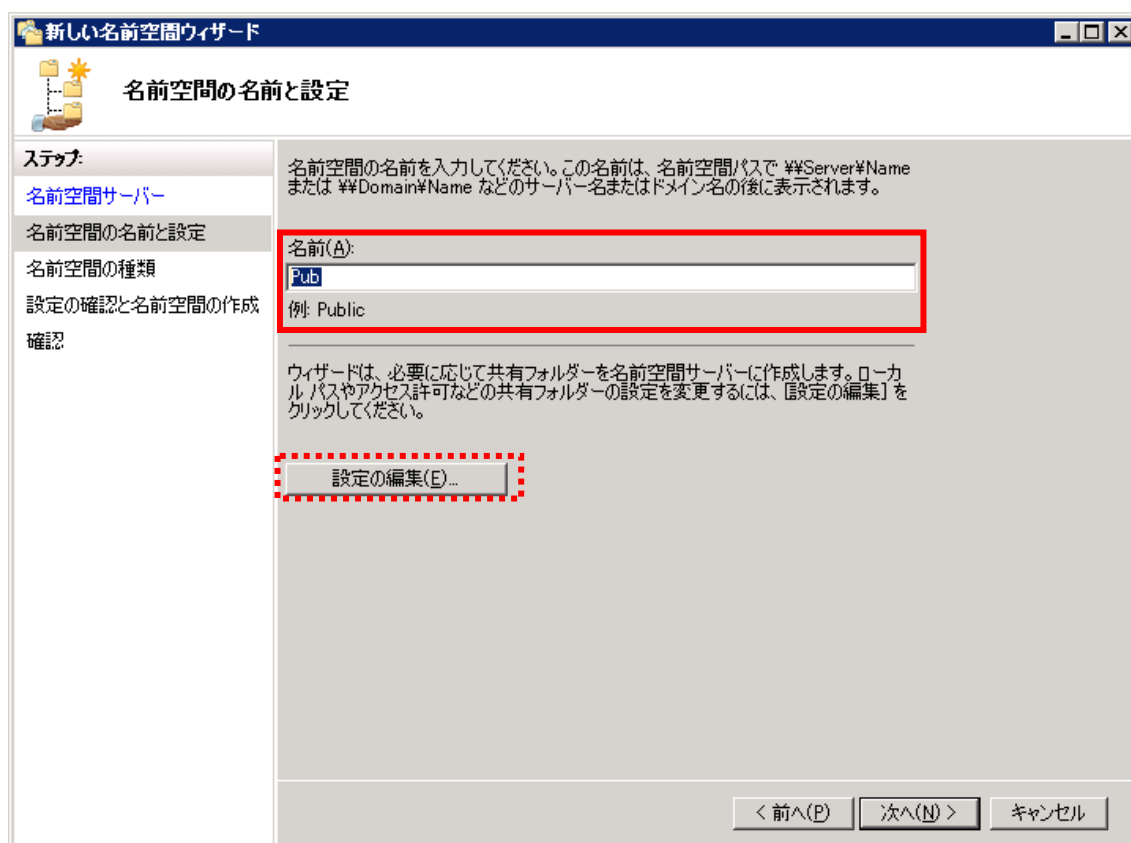 新しい名前空間ウィザード
名前空間の名前と設定
ステップ:
名前空間サーバー
名前空間の名前と設定
名前空間の種類
設定の確認と名前空間の作成
確認
名前空間の名前を入力してください。この名前は、名前空間パスで ¥¥Server¥Name
または ¥¥Domain¥Name などのサーバー名またはドメイン名の後に表示されます。
名前(A):
Pub
例: Public
ウィザードは、必要に応じて共有フォルダーを名前空間サーバーに作成します。ローカ
ル パスやアクセス許可などの共有フォルダーの設定を変更するには、[設定の編集] を
クリックしてください。
設定の編集(E)...
< 前へ(P)
次へ(N) >
キャンセル